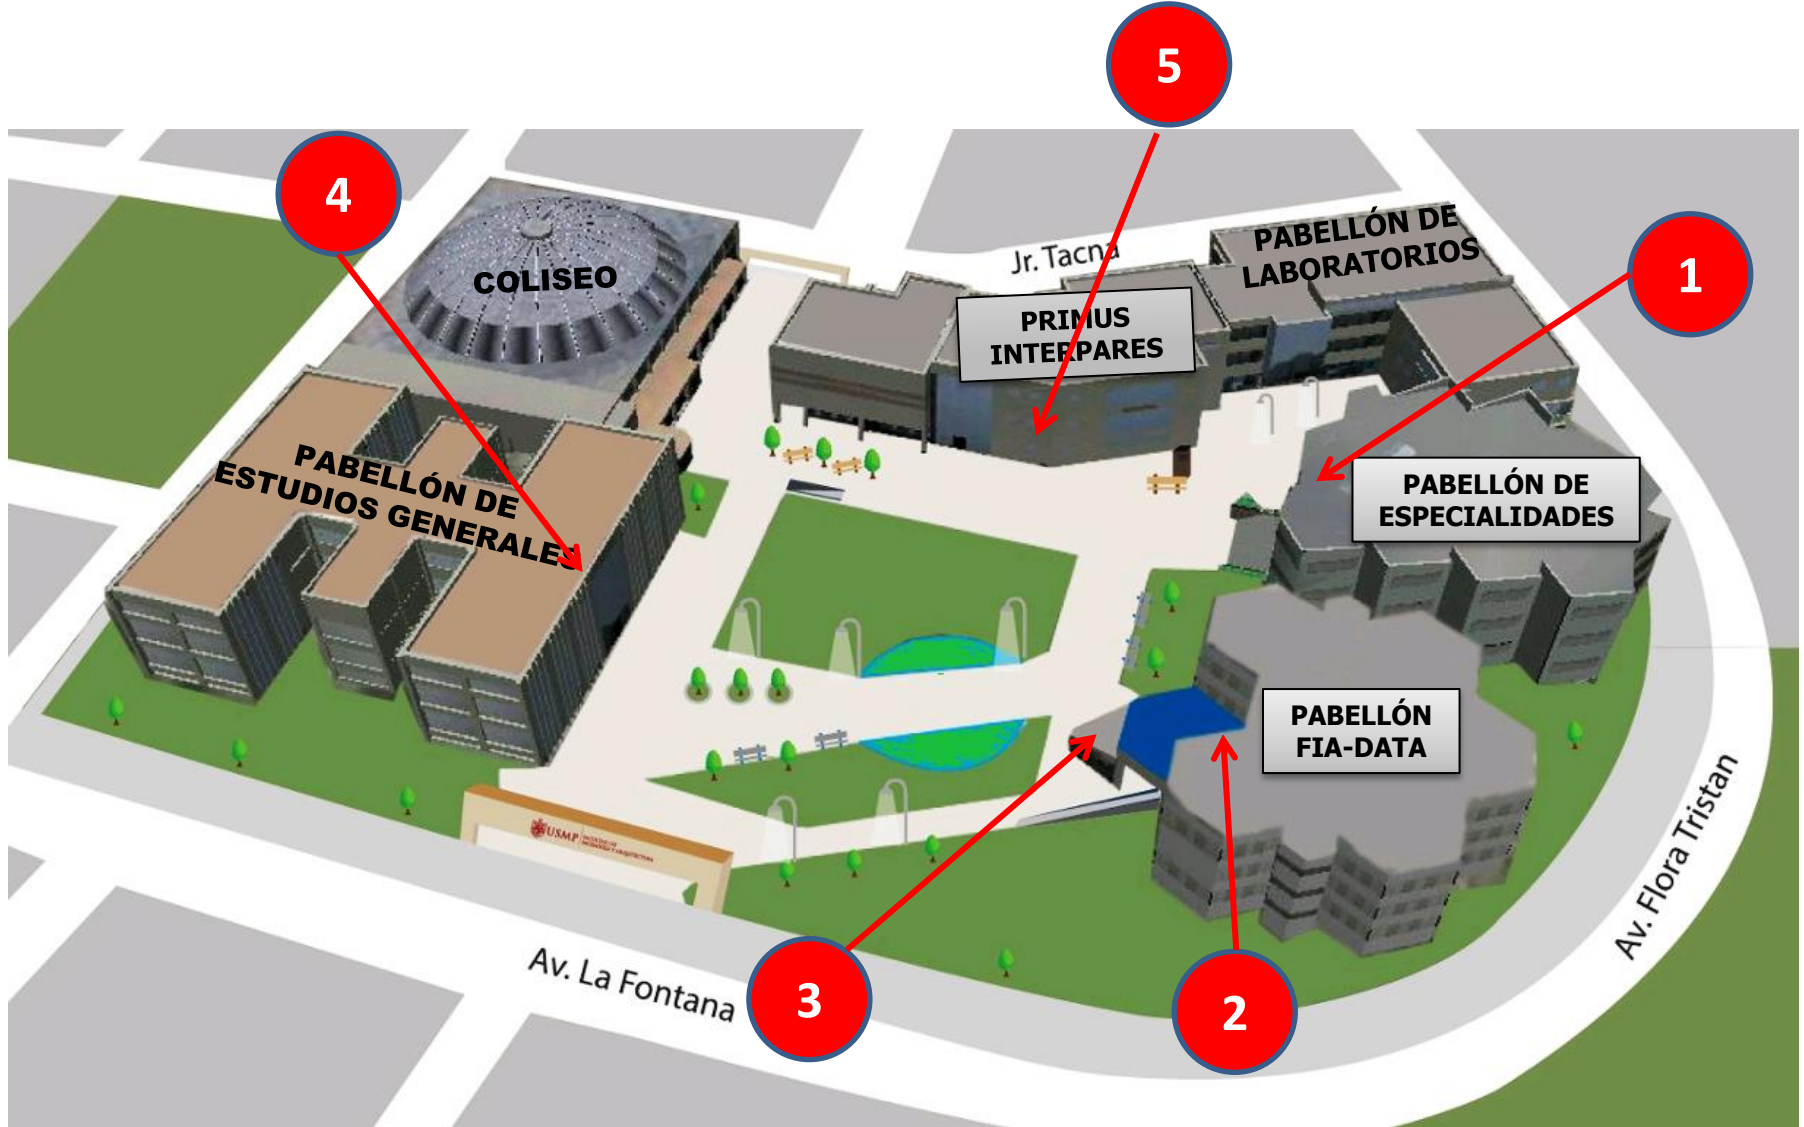 5
4
PABELLÓN DE
LABORATORIOS
1
Jr. Tacna
COLISEO
PRIMUS
INTERPARES
PABELLÓN DE
ESTUDIOS GENERALES
PABELLÓN DE
ESPECIALIDADES
PABELLÓN
FIA-DATA
USMP
Av. Flora Tristan
Av. La Fontana
3
2